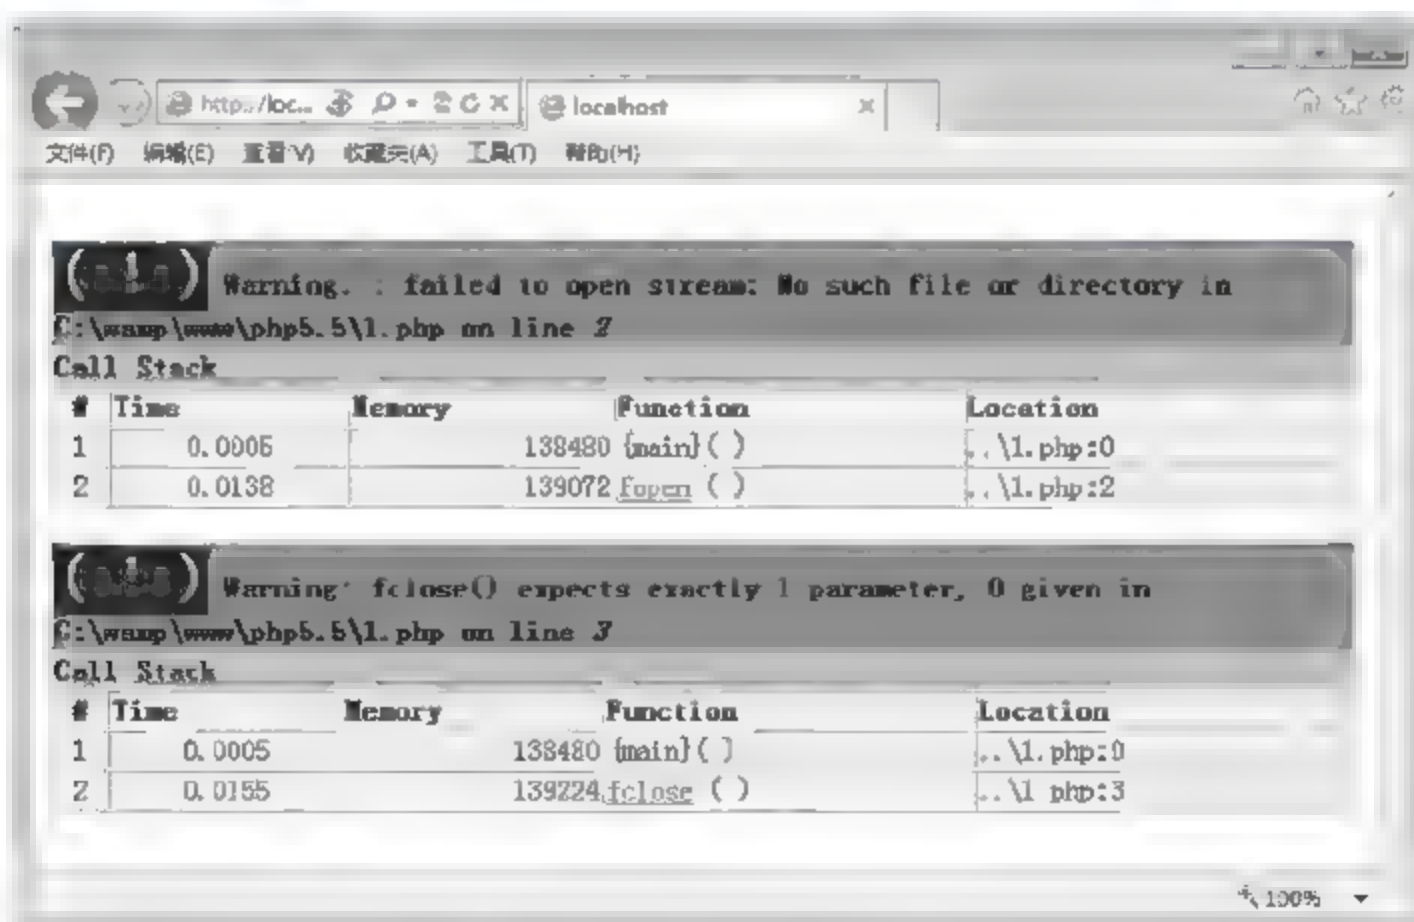 http://loc...
localhost
文件(F) 编辑(E) 查看(V) 收藏夹(A) 工具(T) 帮助(H)
( ! ) Warning: : failed to open stream: No such file or directory in
C:\wamp\www\php5.5\1.php on line 2
Call Stack
# Time Memory Function Location
1 0.0005 138480 {main}( ) ..\1.php:0
2 0.0138 139072 fopen ( ) ..\1.php:2
( ! ) Warning: fclose() expects exactly 1 parameter, 0 given in
C:\wamp\www\php5.5\1.php on line 3
Call Stack
# Time Memory Function Location
1 0.0005 138480 {main}( ) ..\1.php:0
2 0.0155 139224 fclose ( ) ..\1.php:3
100%